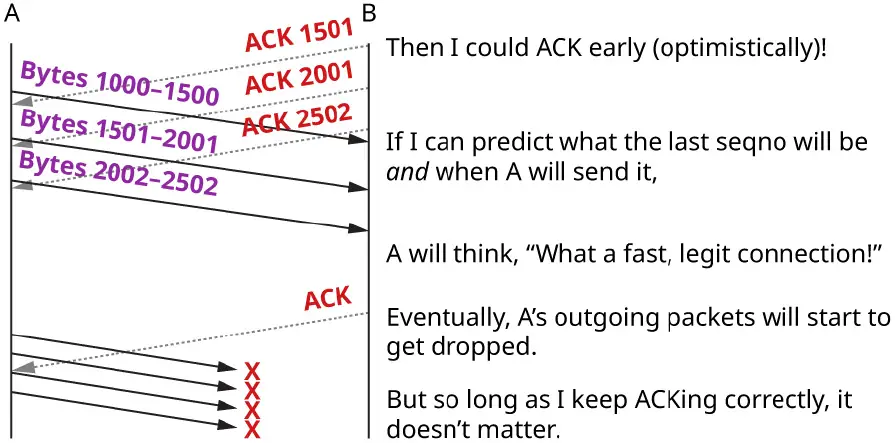 A
B
ACK 1501
Then I could ACK early (optimistically)!
Bytes 1000–1500
ACK 2001
Bytes 1501–2001
ACK 2502
If I can predict what the last seqno will be
and when A will send it,
Bytes 2002–2502
A will think, “What a fast, legit connection!”
ACK
Eventually, A’s outgoing packets will start to
get dropped.
X
X
X
X
But so long as I keep ACKing correctly, it
doesn’t matter.